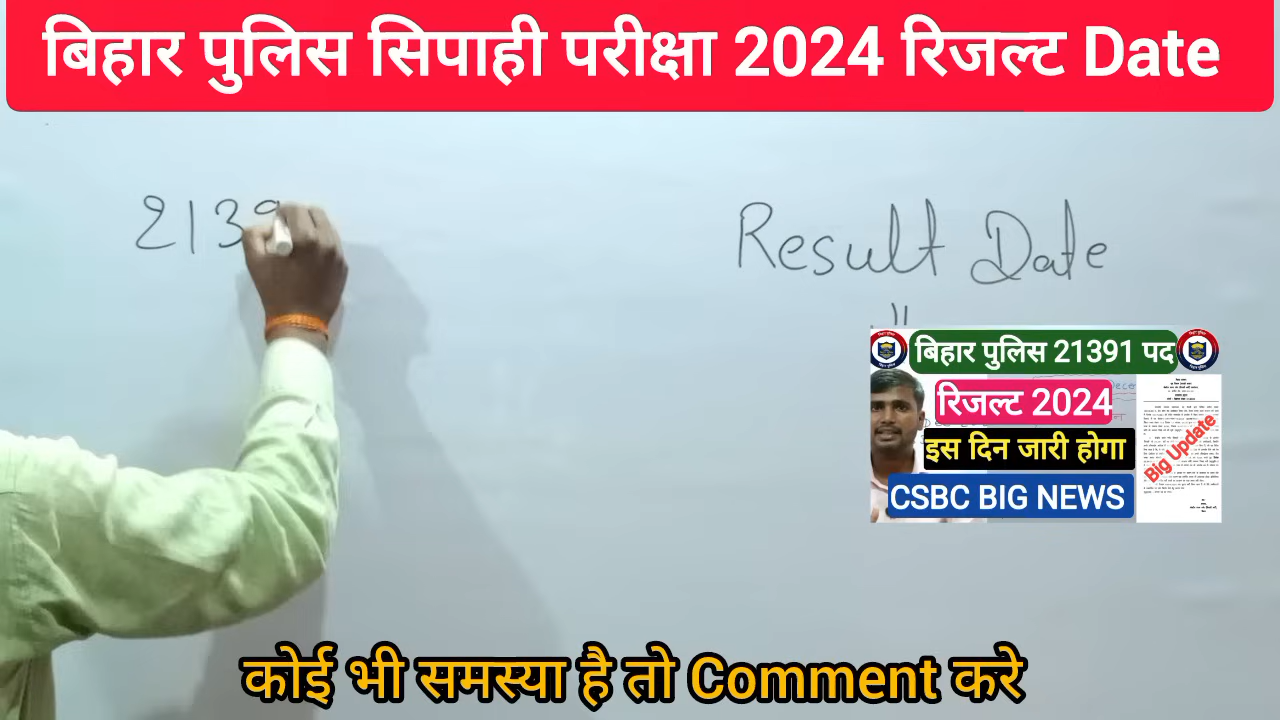 बिहार पुलिस सिपाही परीक्षा 2024 रिजल्ट Date
2139
Result Date
"
बिहार पुलिस 21391 पद
रिजल्ट 2024
इस दिन जारी होगा
CSBC BIG NEWS
Big Update
कोई भी समस्या है तो Comment करे